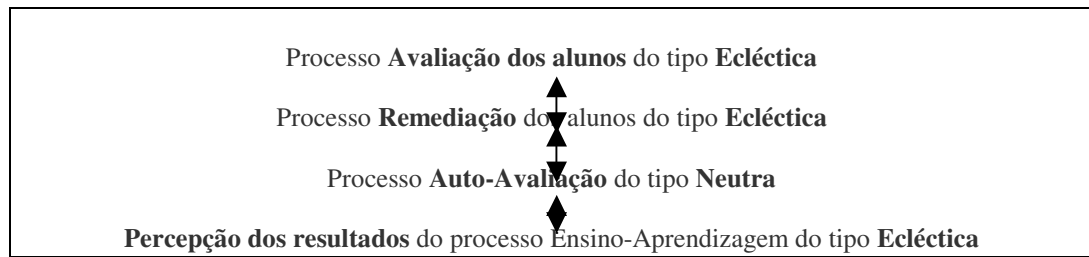 Processo Avaliação dos alunos do tipo Ecléctica
Processo Remediação dos alunos do tipo Ecléctica
Processo Auto-Avaliação do tipo Neutra
Percepção dos resultados do processo Ensino-Aprendizagem do tipo Ecléctica